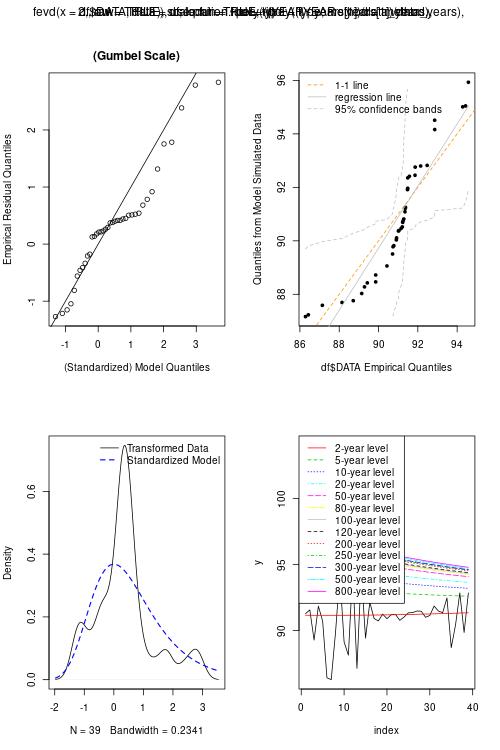 (Gumbel Scale)
Empirical Residual Quantiles
2
1
0
-1
-1 0 1 2 3
(Standardized) Model Quantiles
Quantiles from Model Simulated Data
1-1 line
regression line
95% confidence bands
96
94
92
90
88
86 88 90 92 94
df$DATA Empirical Quantiles
Density
Transformed Data
Standardized Model
0.6
0.4
0.2
0.0
-2 -1 0 1 2 3
N = 39 Bandwidth = 0.2341
y
2-year level
5-year level
10-year level
20-year level
50-year level
80-year level
100-year level
120-year level
200-year level
250-year level
300-year level
500-year level
800-year level
100
95
90
0 10 20 30 40
index